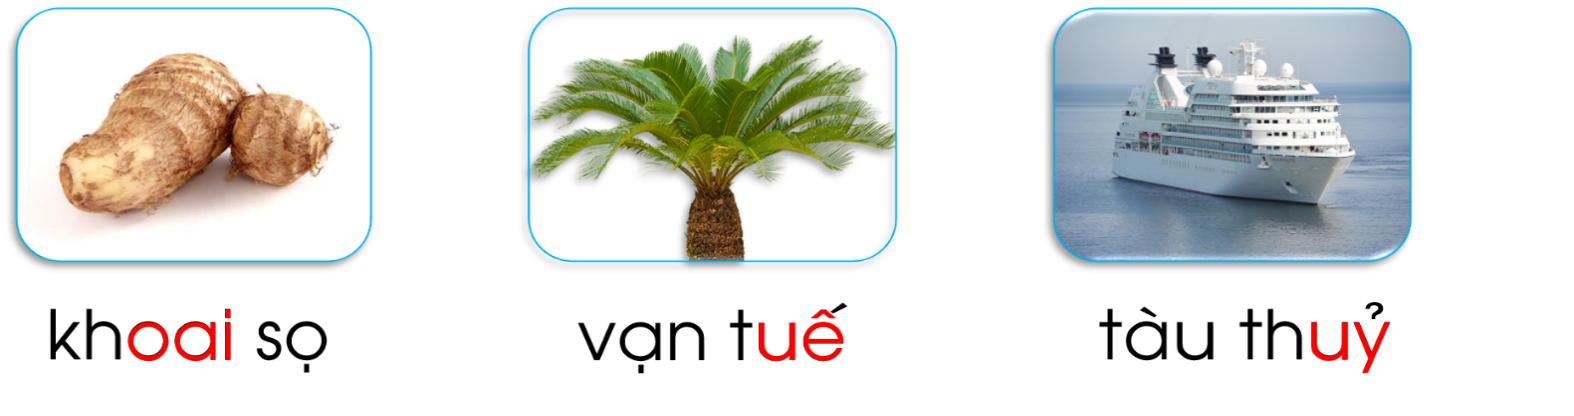 khoai sọ
vạn tuế
tàu thuỷ